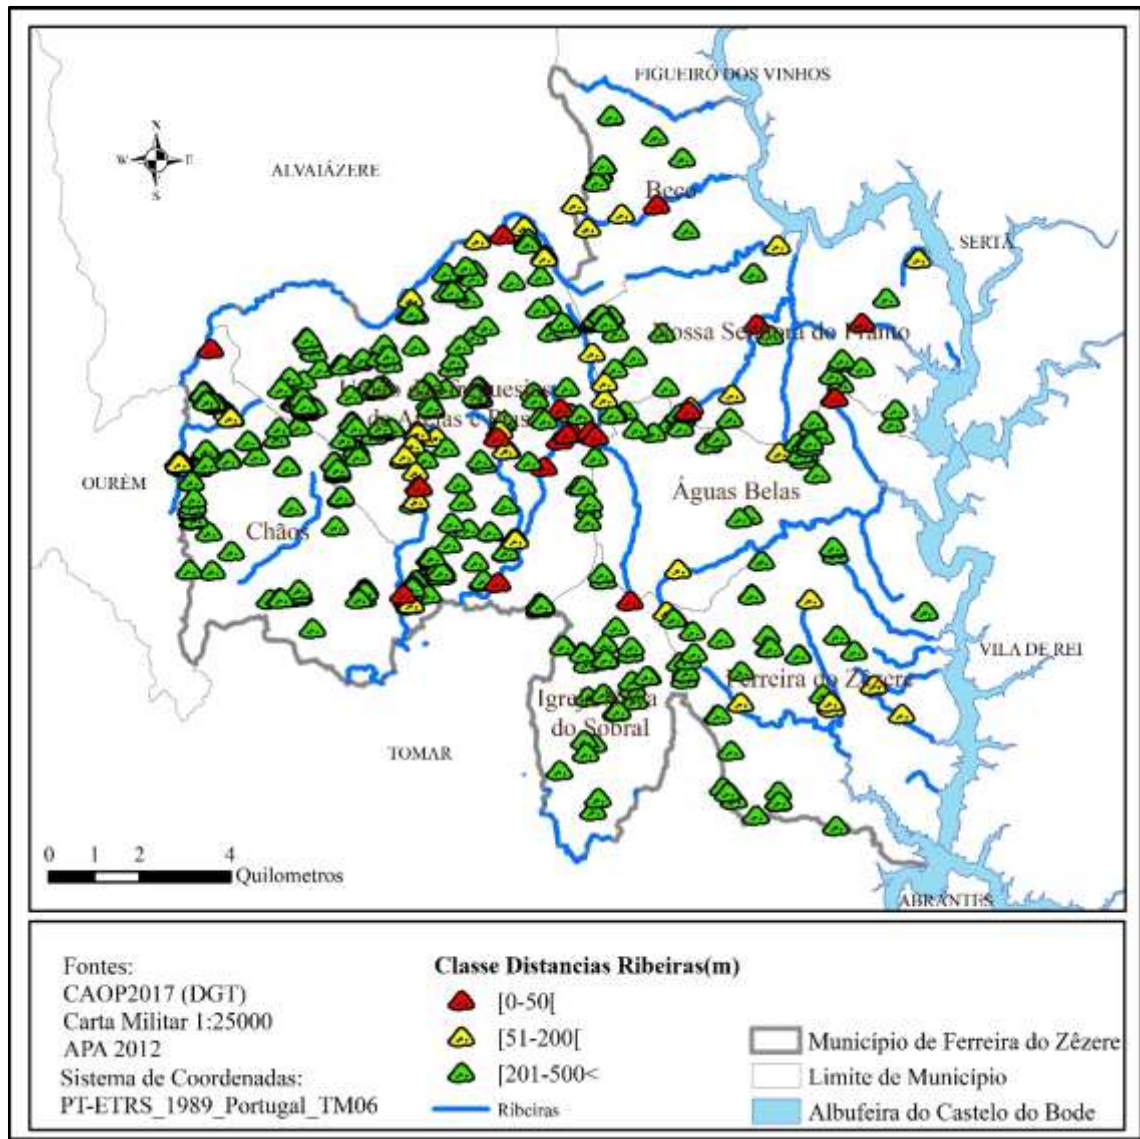 FIGUEIRÓ DOS VINHOS
N
W
E
S
ALVAIÁZERE
Beco
SERTÃ
Nossa Senhora do Pranto
OURÉM
Águas Belas
Chãos
VILA DE REI
Ferreira do Zêzere
Igreja
do Sobral
TOMAR
0 1 2 4
Quilometros
ABRANTES
Fontes:
CAOP2017 (DGT)
Carta Militar 1:25000
APA 2012
Sistema de Coordenadas:
PT-ETRS_1989_Portugal_TM06
Classe Distancias Ribeiras(m)
[0-50[
[51-200[
[201-500<
Ribeiras
Município de Ferreira do Zêzere
Limite de Município
Albufeira do Castelo do Bode